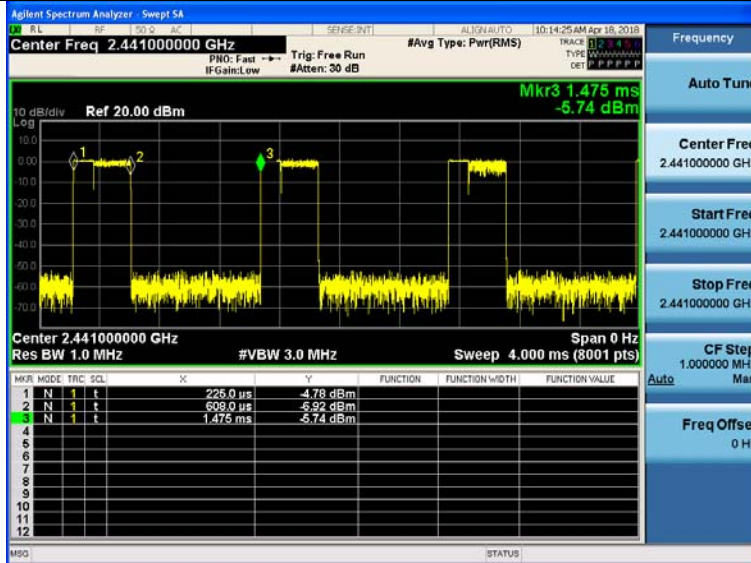 Agilent Spectrum Analyzer - Swept SA
RL RF 50 Ω AC SENSE:INT ALIGN AUTO 10:14:25 AM Apr 18, 2018
Center Freq 2.441000000 GHz
PNO: Fast
IFGain:Low
Trig: Free Run
#Atten: 30 dB
#Avg Type: Pwr(RMS)
TRACE 1 2 3 4 5 6
TYPE W
DET P P P P P P
Frequency
Mkr3 1.475 ms
-5.74 dBm
10 dB/div Ref 20.00 dBm
Log
10.0
0.00
-10.0
-20.0
-30.0
-40.0
-50.0
-60.0
-70.0
1
2
3
Center 2.441000000 GHz Span 0 Hz
Res BW 1.0 MHz #VBW 3.0 MHz Sweep 4.000 ms (8001 pts)
MKR MODE TRC SCL X Y FUNCTION FUNCTION WIDTH FUNCTION VALUE
1 N 1 t 225.0 µs -4.78 dBm
2 N 1 t 608.0 µs -6.92 dBm
3 N 1 t 1.475 ms -5.74 dBm
4
5
6
7
8
9
10
11
12
MSG STATUS
Auto Tun
Center Fre
2.441000000 GH
Start Fre
2.441000000 GH
Stop Fre
2.441000000 GH
CF Ste
1.000000 MH
Auto Ma
Freq Offse
0 H